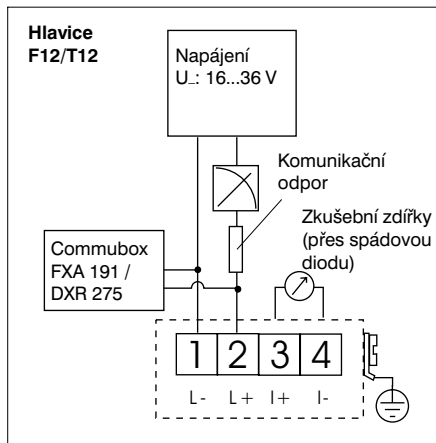 Hlavice
F12/T12
Napájení
U⎓: 16...36 V
Komunikační
odpor
Zkušební zdířky
(přes spádovou
diodu)
Commubox
FXA 191 /
DXR 275
1 2 3 4
L- L+ I+ I-